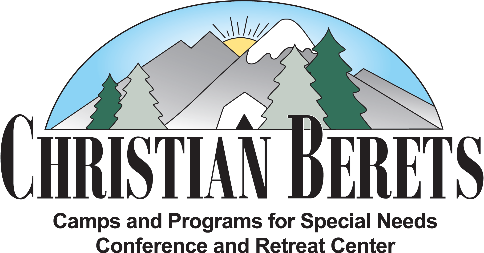 CHRISTIAN BERETS
Camps and Programs for Special Needs
Conference and Retreat Center